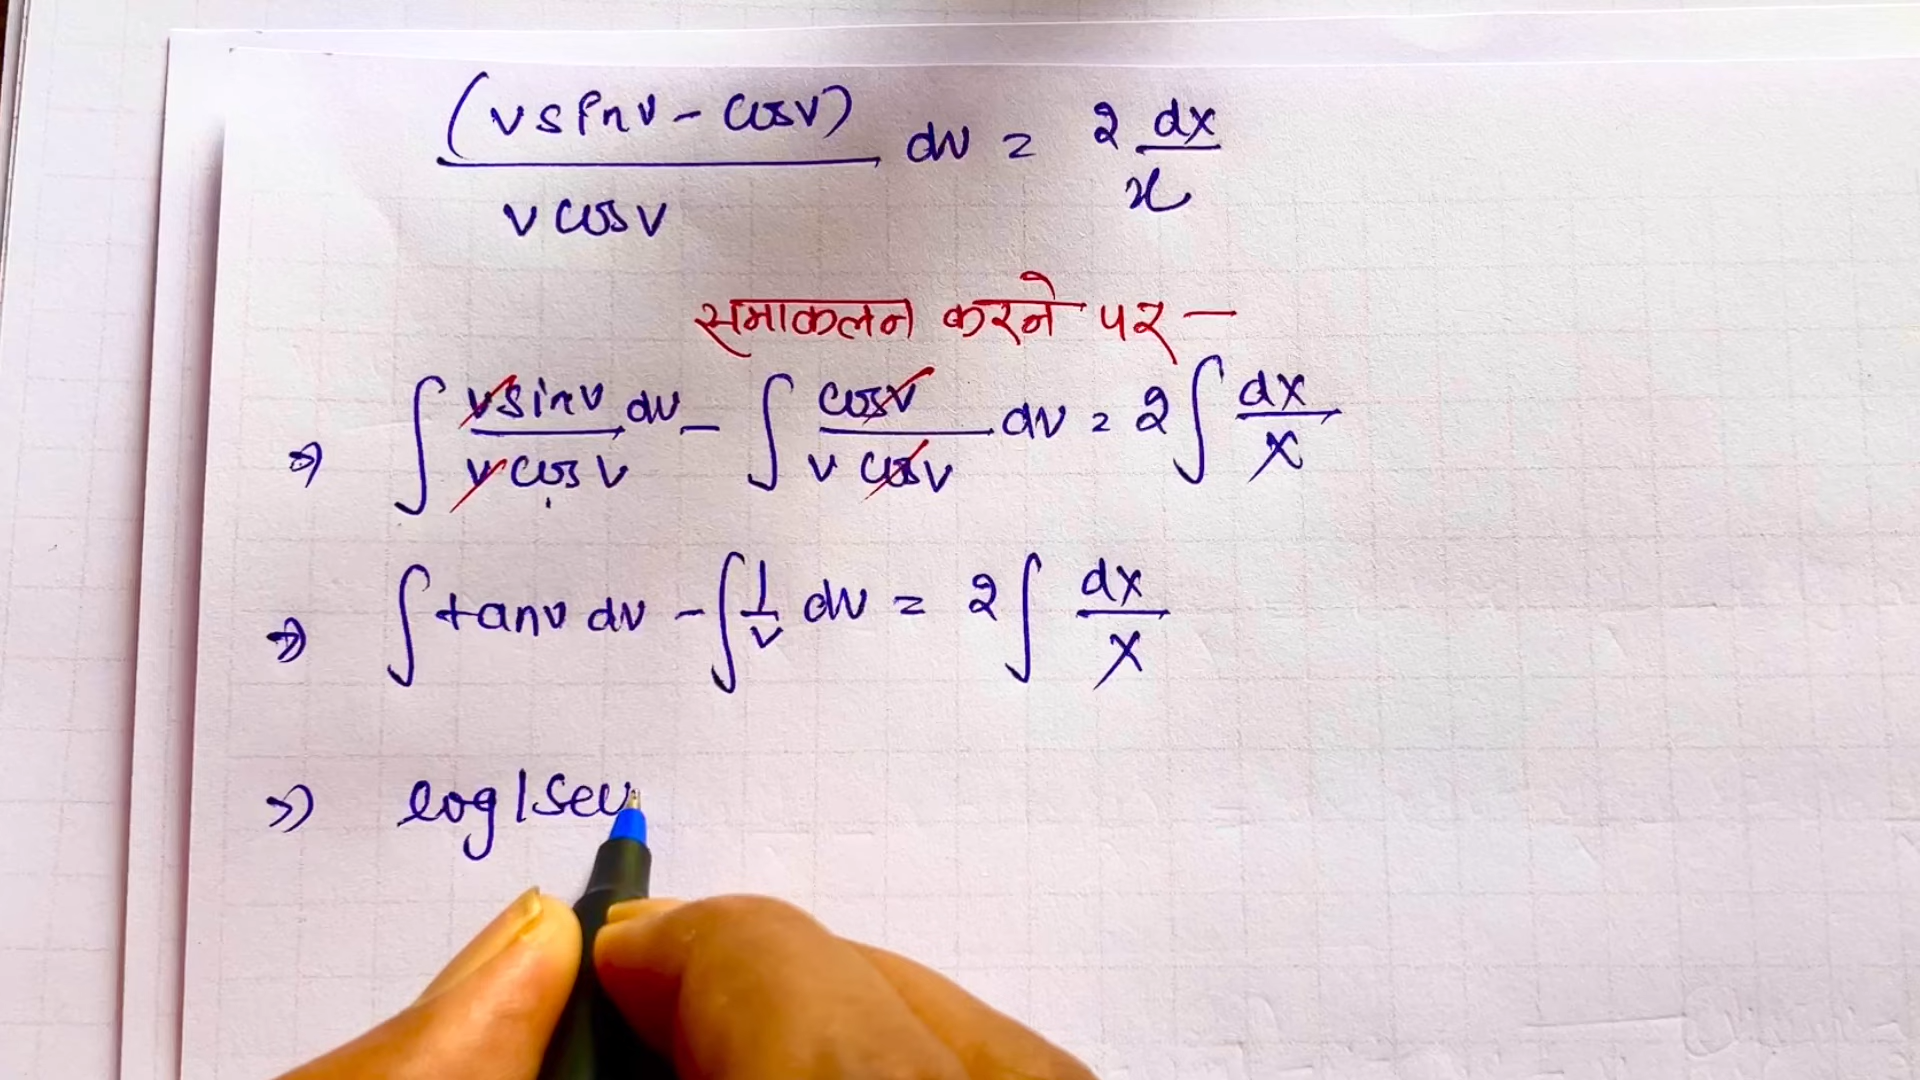 (v sin v - cos v) / v cos v dv = 2 dx/x
समाकलन करने पर -
⇒ ∫ v sin v / v cos v dv - ∫ cos v / v cos v dv = 2 ∫ dx/x
⇒ ∫ tan v dv - ∫ 1/v dv = 2 ∫ dx/x
⇒ log |sec